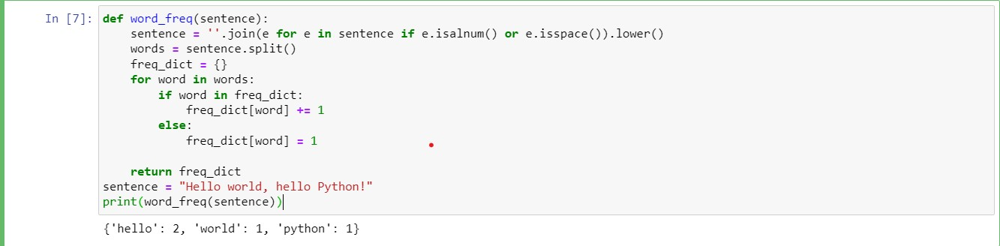 In [7]: def word_freq(sentence):
    sentence = ''.join(e for e in sentence if e.isalnum() or e.isspace()).lower()
    words = sentence.split()
    freq_dict = {}
    for word in words:
        if word in freq_dict:
            freq_dict[word] += 1
        else:
            freq_dict[word] = 1
    return freq_dict
sentence = "Hello world, hello Python!"
print(word_freq(sentence))
{'hello': 2, 'world': 1, 'python': 1}